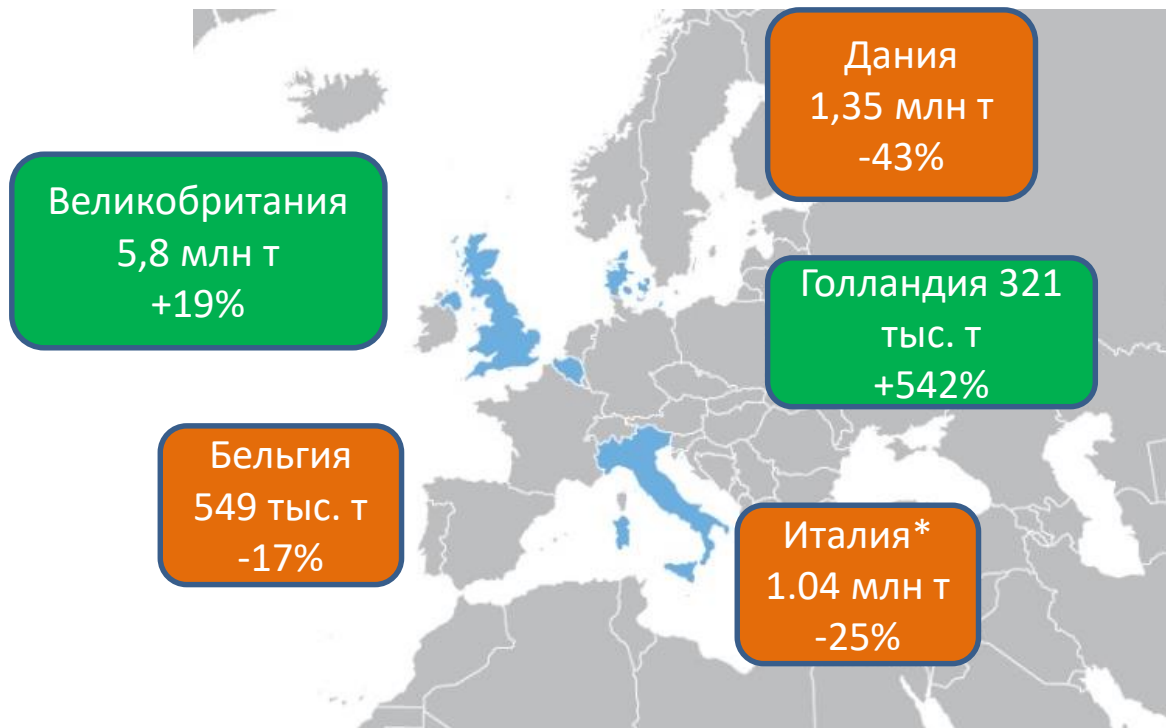 Дания
1,35 млн т
-43%
Великобритания
5,8 млн т
+19%
Голландия 321
тыс. т
+542%
Бельгия
549 тыс. т
-17%
Италия*
1.04 млн т
-25%